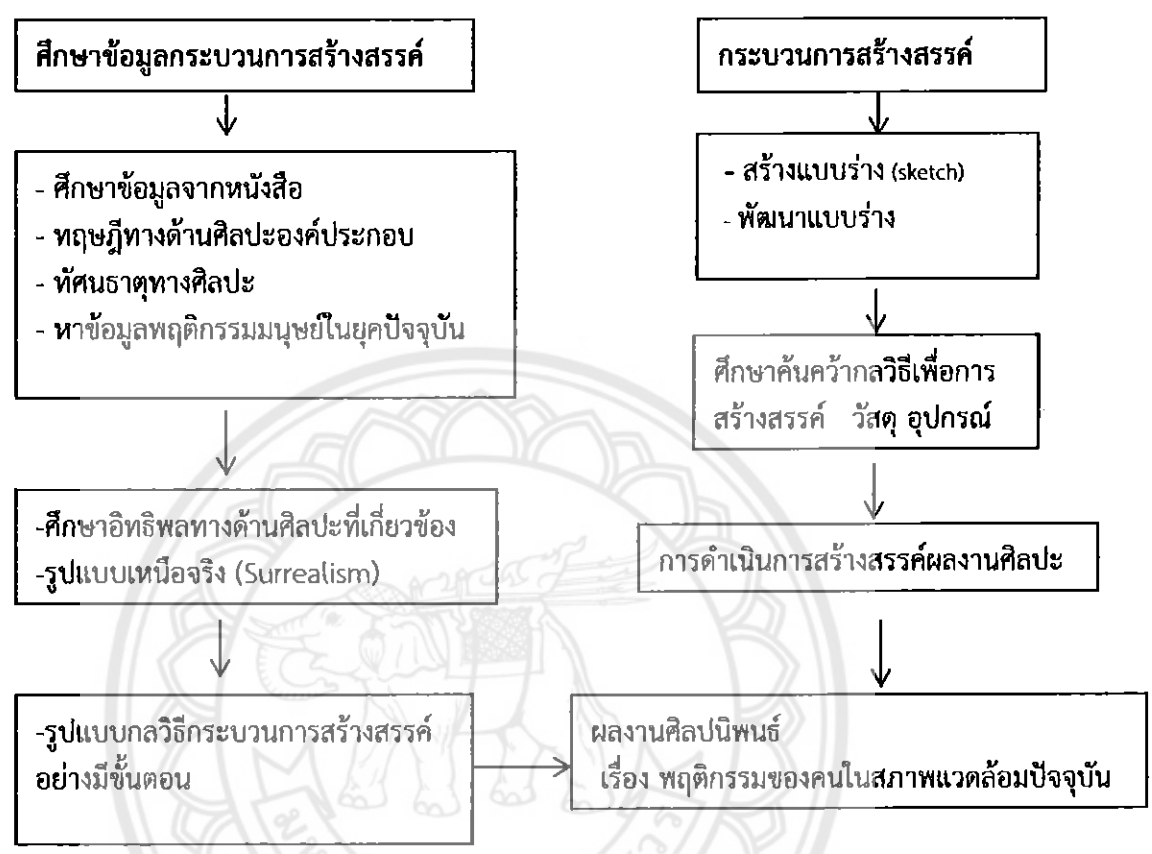 ศึกษาข้อมูลกระบวนการสร้างสรรค์
- ศึกษาข้อมูลจากหนังสือ
- ทฤษฎีทางด้านศิลปะองค์ประกอบ
- ทัศนธาตุทางศิลปะ
- หาข้อมูลพฤติกรรมมนุษย์ในยุคปัจจุบัน
-ศึกษาอิทธิพลทางด้านศิลปะที่เกี่ยวข้อง
-รูปแบบเหนือจริง (Surrealism)
-รูปแบบกลวิธีกระบวนการสร้างสรรค์
อย่างมีขั้นตอน
กระบวนการสร้างสรรค์
- สร้างแบบร่าง (sketch)
- พัฒนาแบบร่าง
ศึกษาค้นคว้ากลวิธีเพื่อการ
สร้างสรรค์ วัสดุ อุปกรณ์
การดำเนินการสร้างสรรค์ผลงานศิลปะ
ผลงานศิลปนิพนธ์
เรื่อง พฤติกรรมของคนในสภาพแวดล้อมปัจจุบัน